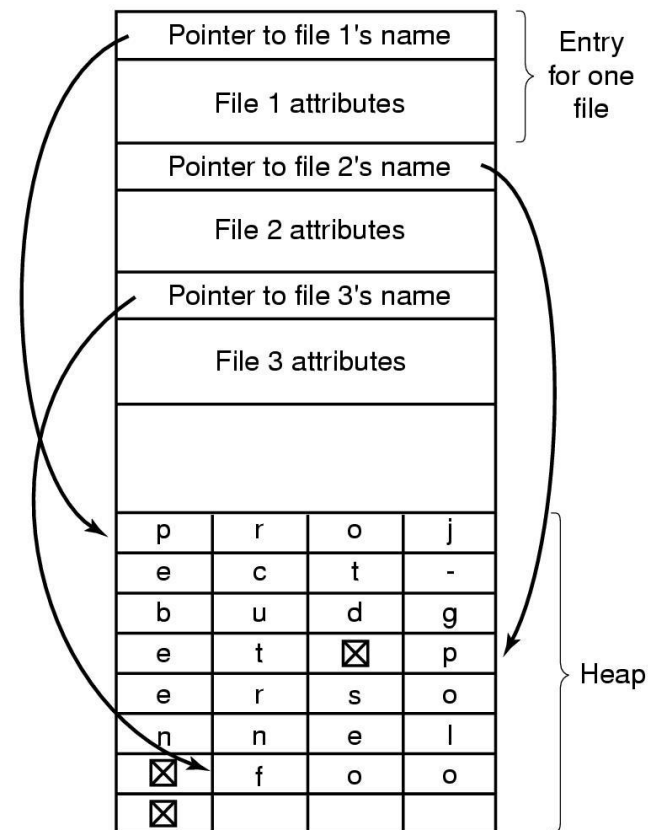 Pointer to file 1's name
Entry
for one
file
File 1 attributes
Pointer to file 2's name
File 2 attributes
Pointer to file 3's name
File 3 attributes
p r o j
e c t -
b u d g
e t ☒ p
e r s o
n n e l
☒ f o o
☒
Heap